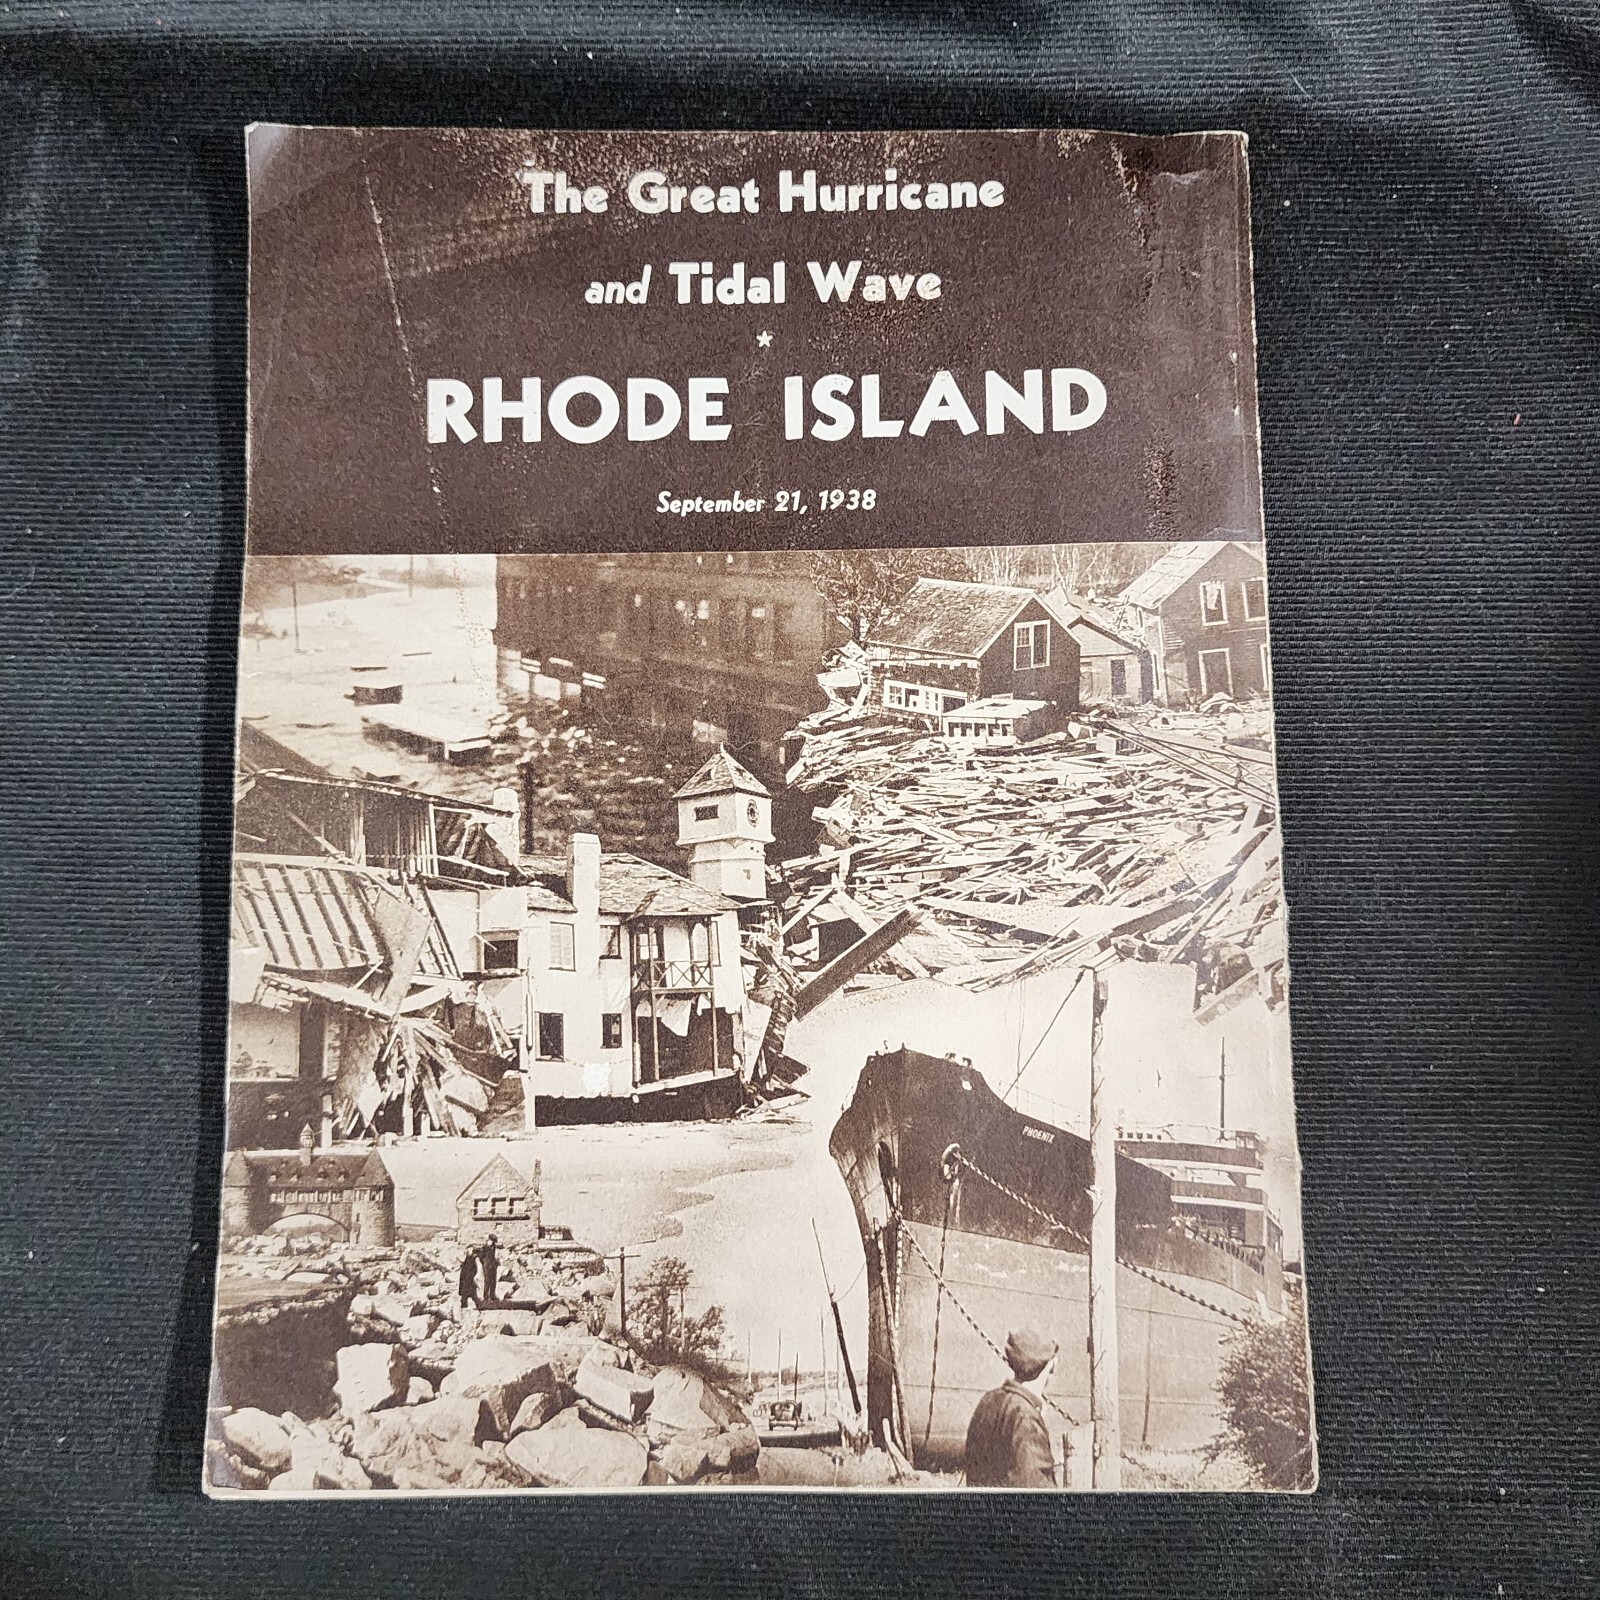 The Great Hurricane
and Tidal Wave
RHODE ISLAND
September 21, 1938
PHOENIX